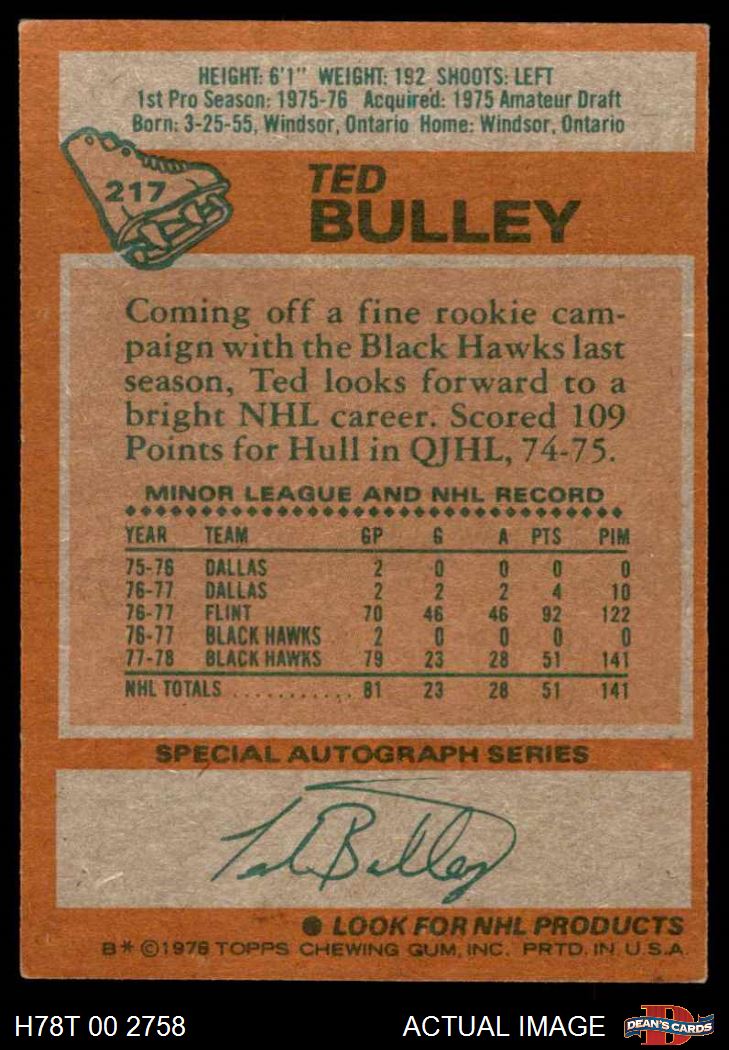 HEIGHT: 6'1" WEIGHT: 192 SHOOTS: LEFT
1st Pro Season: 1975-76 Acquired: 1975 Amateur Draft
Born: 3-25-55, Windsor, Ontario Home: Windsor, Ontario
217
TED
BULLEY
Coming off a fine rookie cam-
paign with the Black Hawks last
season, Ted looks forward to a
bright NHL career. Scored 109
Points for Hull in QJHL, 74-75.
MINOR LEAGUE AND NHL RECORD
YEAR TEAM GP G A PTS PIM
75-76 DALLAS 2 0 0 0 0
76-77 DALLAS 2 2 2 4 10
76-77 FLINT 70 46 46 92 122
76-77 BLACK HAWKS 2 0 0 0 0
77-78 BLACK HAWKS 79 23 28 51 141
NHL TOTALS ........... 81 23 28 51 141
SPECIAL AUTOGRAPH SERIES
Ted Bulley
● LOOK FOR NHL PRODUCTS
B* ©1978 TOPPS CHEWING GUM, INC. PRTD. IN U.S.A.
H78T 00 2758 ACTUAL IMAGE DEAN'S CARDS